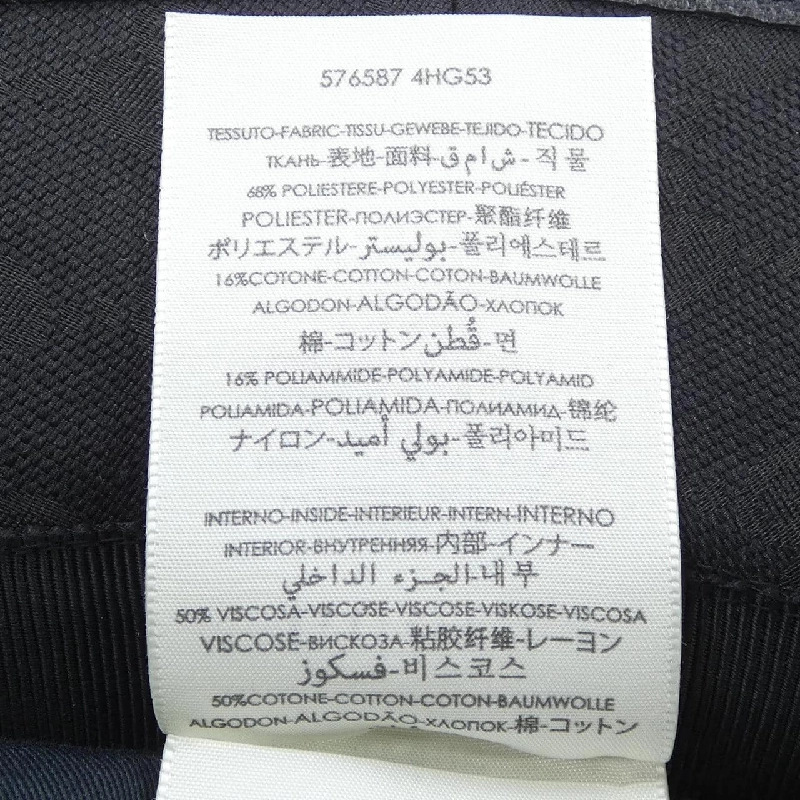 576587 4HG53
TESSUTO-FABRIC-TISSU-GEWEBE-TEJIDO-TECIDO
ТКАНЬ-表地-面料-شام ق-직물
68% POLIESTERE-POLYESTER-POLIÉSTER
POLIESTER-ПОЛИЭСТЕР-聚酯纤维
ポリエステル-بوليستر-폴리에스테르
16%COTONE-COTTON-COTON-BAUMWOLLE
ALGODON-ALGODÃO-ХЛОПОК
棉-コットン-قُطن-면
16% POLIAMMIDE-POLYAMIDE-POLYAMID
POLIAMIDA-POLIAMIDA-ПОЛИАМИД-锦纶
ナイロン-بولي أميد-폴리아미드
INTERNO-INSIDE-INTERIEUR-INTERN-INTERNO
INTERIOR-ВНУТРЕННЯЯ-内部-インナー
الجزء الداخلي-내부
50% VISCOSA-VISCOSE-VISCOSE-VISKOSE-VISCOSA
VISCOSE-ВИСКОЗА-粘胶纤维-レーヨン
فسكوز-비스코스
50%COTONE-COTTON-COTON-BAUMWOLLE
ALGODON-ALGODÃO-ХЛОПОК-棉-コットン